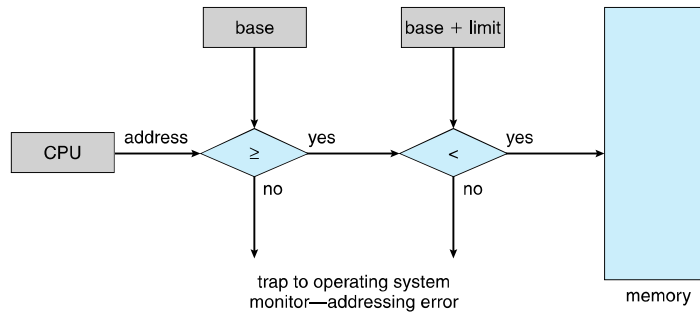 base
base + limit
CPU
address
≥
yes
<
yes
no
no
trap to operating system
monitor—addressing error
memory